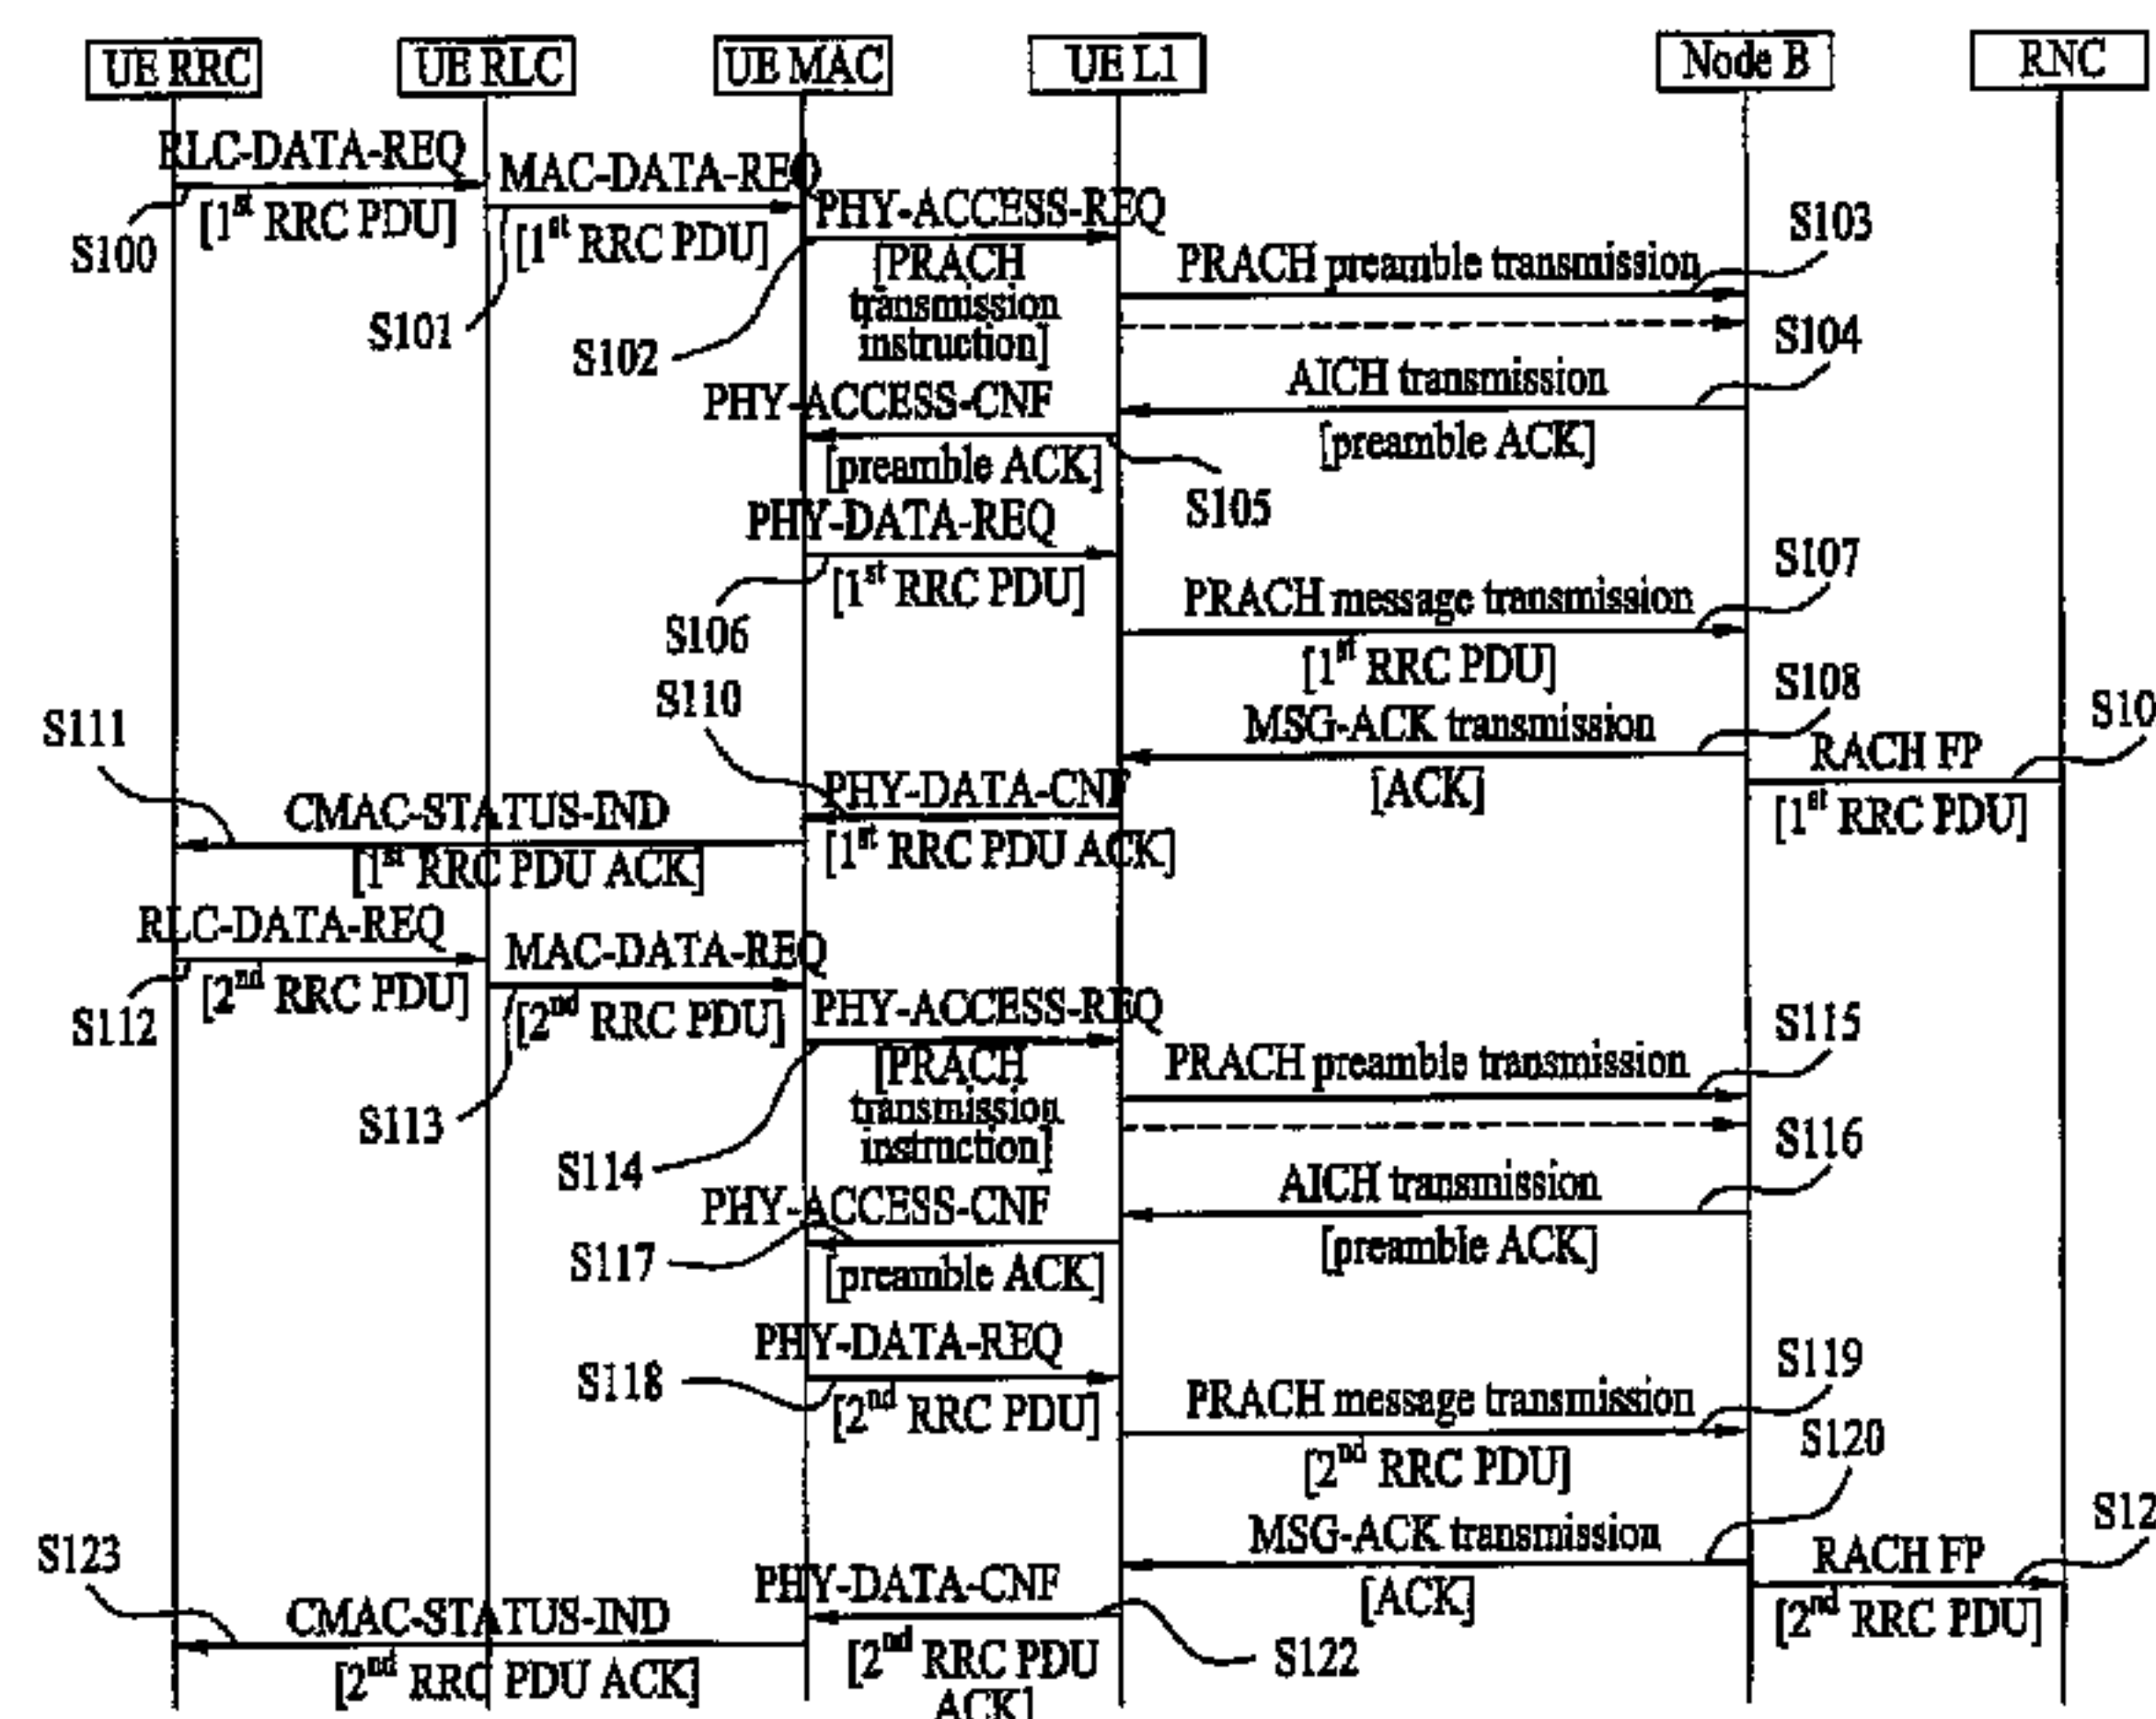 UE RRC
UE RLC
UE MAC
UE L1
Node B
RNC
RLC-DATA-REQ
[1st RRC PDU]
S100
MAC-DATA-REQ
[1st RRC PDU]
S101
PHY-ACCESS-REQ
[PRACH
transmission
instruction]
S102
PRACH preamble transmission
S103
S104
AICH transmission
[preamble ACK]
PHY-ACCESS-CNF
[preamble ACK]
S105
PHY-DATA-REQ
[1st RRC PDU]
S106
S107
PRACH message transmission
[1st RRC PDU]
S108
MSG-ACK transmission
[ACK]
S10
RACH FP
[1st RRC PDU]
S110
PHY-DATA-CNF
[1st RRC PDU ACK]
S111
CMAC-STATUS-IND
[1st RRC PDU ACK]
RLC-DATA-REQ
[2nd RRC PDU]
S112
MAC-DATA-REQ
[2nd RRC PDU]
S113
PHY-ACCESS-REQ
[PRACH
transmission
instruction]
S114
S115
PRACH preamble transmission
S116
AICH transmission
[preamble ACK]
PHY-ACCESS-CNF
[preamble ACK]
S117
PHY-DATA-REQ
[2nd RRC PDU]
S118
S119
PRACH message transmission
[2nd RRC PDU]
S120
MSG-ACK transmission
[ACK]
S12
RACH FP
[2nd RRC PDU]
PHY-DATA-CNF
[2nd RRC PDU
ACK]
S122
S123
CMAC-STATUS-IND
[2nd RRC PDU ACK]